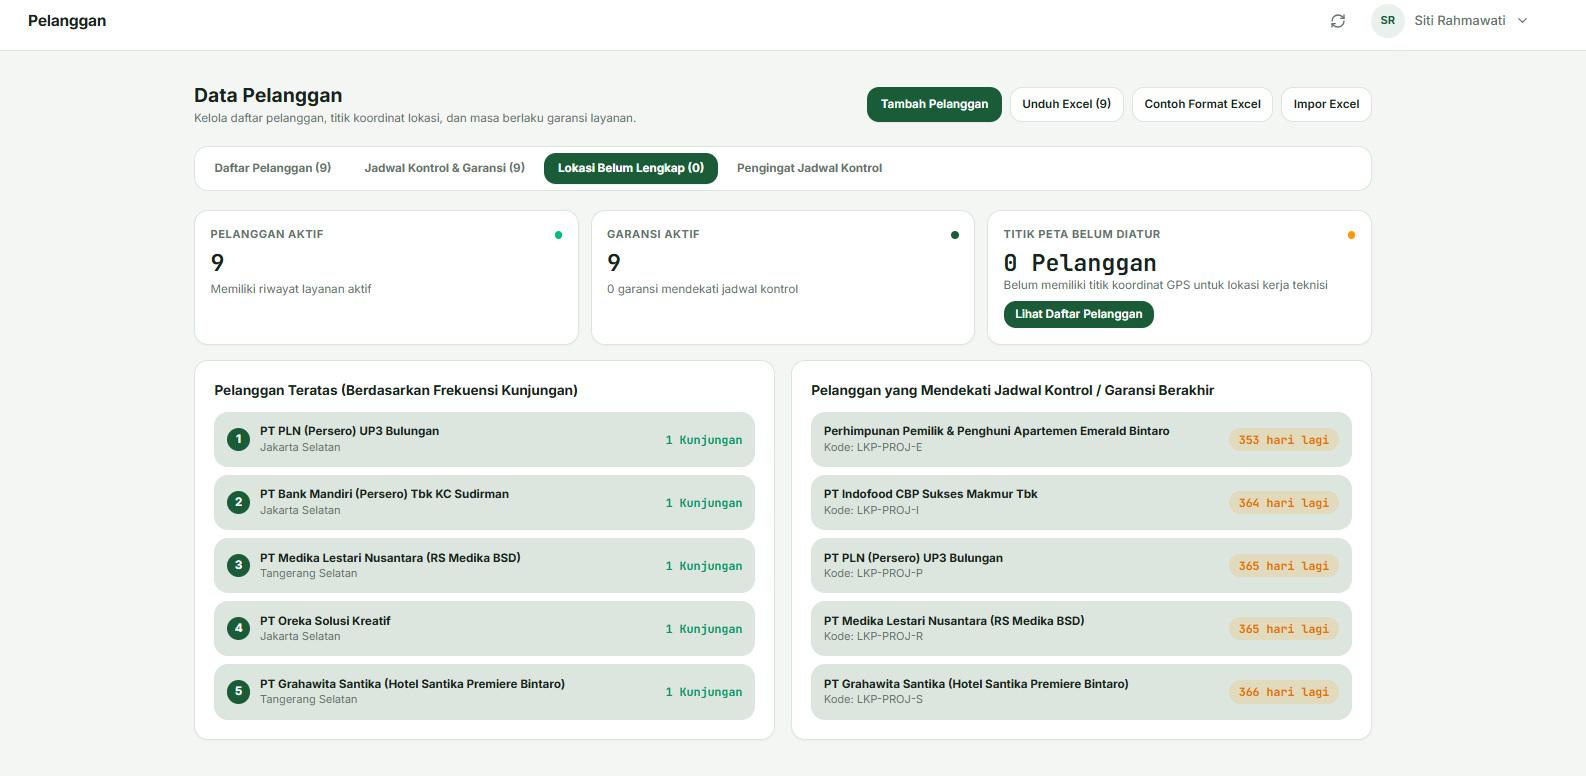 Pelanggan
SR
Siti Rahmawati
Data Pelanggan
Kelola daftar pelanggan, titik koordinat lokasi, dan masa berlaku garansi layanan.
Tambah Pelanggan
Unduh Excel (9)
Contoh Format Excel
Impor Excel
Daftar Pelanggan (9)
Jadwal Kontrol & Garansi (9)
Lokasi Belum Lengkap (0)
Pengingat Jadwal Kontrol
PELANGGAN AKTIF
9
Memiliki riwayat layanan aktif
GARANSI AKTIF
9
0 garansi mendekati jadwal kontrol
TITIK PETA BELUM DIATUR
0 Pelanggan
Belum memiliki titik koordinat GPS untuk lokasi kerja teknisi
Lihat Daftar Pelanggan
Pelanggan Teratas (Berdasarkan Frekuensi Kunjungan)
1
PT PLN (Persero) UP3 Bulungan
Jakarta Selatan
1 Kunjungan
2
PT Bank Mandiri (Persero) Tbk KC Sudirman
Jakarta Selatan
1 Kunjungan
3
PT Medika Lestari Nusantara (RS Medika BSD)
Tangerang Selatan
1 Kunjungan
4
PT Oreka Solusi Kreatif
Jakarta Selatan
1 Kunjungan
5
PT Grahawita Santika (Hotel Santika Premiere Bintaro)
Tangerang Selatan
1 Kunjungan
Pelanggan yang Mendekati Jadwal Kontrol / Garansi Berakhir
Perhimpunan Pemilik & Penghuni Apartemen Emerald Bintaro
Kode: LKP-PROJ-E
353 hari lagi
PT Indofood CBP Sukses Makmur Tbk
Kode: LKP-PROJ-I
364 hari lagi
PT PLN (Persero) UP3 Bulungan
Kode: LKP-PROJ-P
365 hari lagi
PT Medika Lestari Nusantara (RS Medika BSD)
Kode: LKP-PROJ-R
365 hari lagi
PT Grahawita Santika (Hotel Santika Premiere Bintaro)
Kode: LKP-PROJ-S
366 hari lagi